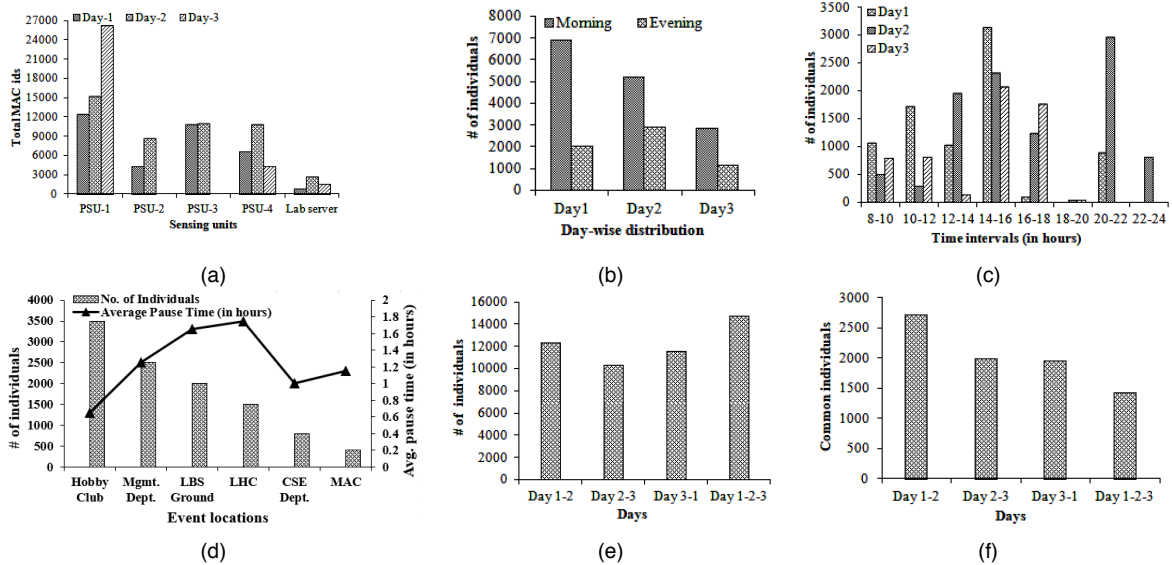 Day-1 Day-2 Day-3
27000
24000
21000
18000
15000
12000
9000
6000
3000
0
Total MAC ids
PSU-1 PSU-2 PSU-3 PSU-4 Lab server
Sensing units
(a)
Morning Evening
8000
7000
6000
5000
4000
3000
2000
1000
0
# of individuals
Day1 Day2 Day3
Day-wise distribution
(b)
Day1
Day2
Day3
3500
3000
2500
2000
1500
1000
500
0
# of individuals
8-10 10-12 12-14 14-16 16-18 18-20 20-22 22-24
Time intervals (in hours)
(c)
No. of Individuals
Average Pause Time (in hours)
4000
3500
3000
2500
2000
1500
1000
500
0
# of individuals
2
1.8
1.6
1.4
1.2
1
0.8
0.6
0.4
0.2
0
Avg. pause time (in hours)
Hobby Mgmt. LBS LHC CSE MAC
Club Dept. Ground Dept.
Event locations
(d)
16000
14000
12000
10000
8000
6000
4000
2000
0
# of individuals
Day 1-2 Day 2-3 Day 3-1 Day 1-2-3
Days
(e)
3000
2500
2000
1500
1000
500
0
Common individuals
Day 1-2 Day 2-3 Day 3-1 Day 1-2-3
Days
(f)